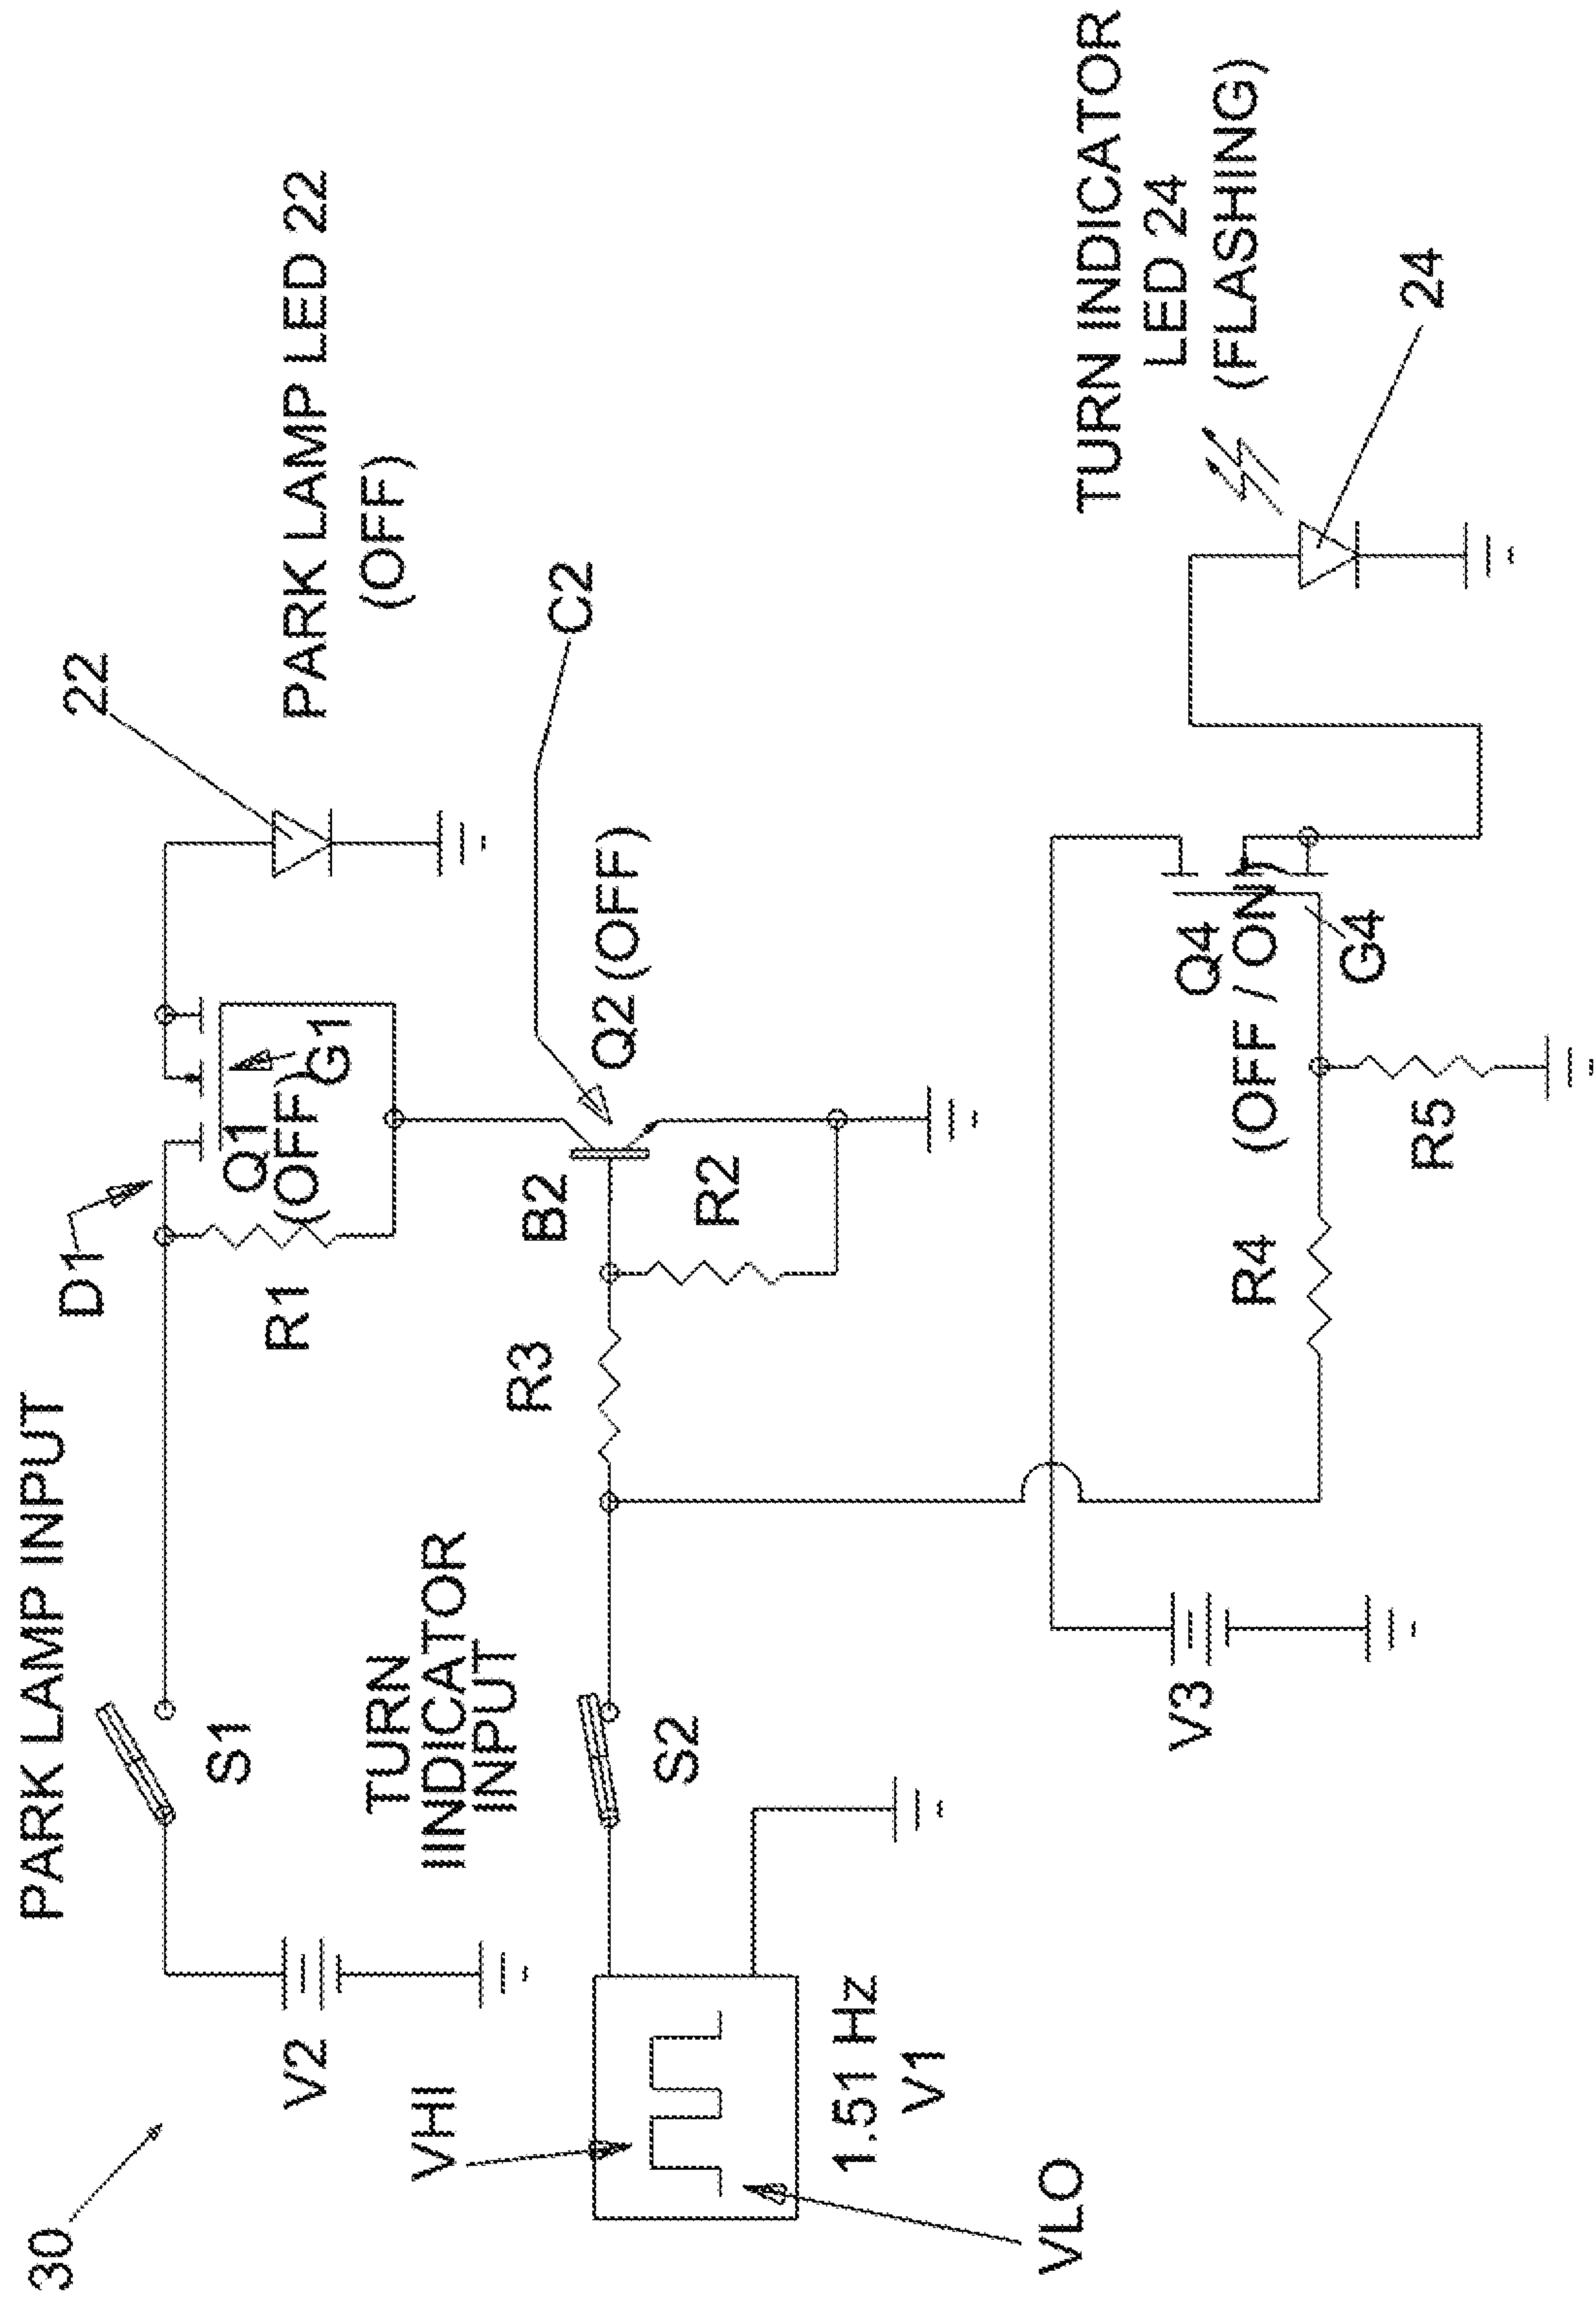 30
PARK LAMP INPUT
D1
22
V2
S1
R1
Q1
(OFF)
G1
PARK LAMP LED 22
(OFF)
VHI
TURN
IINDICATOR
INPUT
R3
B2
C2
S2
R2
Q2 (OFF)
1.51 Hz
V1
VLO
V3
R4
Q4
(OFF / ON)
G4
R5
TURN INDICATOR
LED 24
(FLASHING)
24